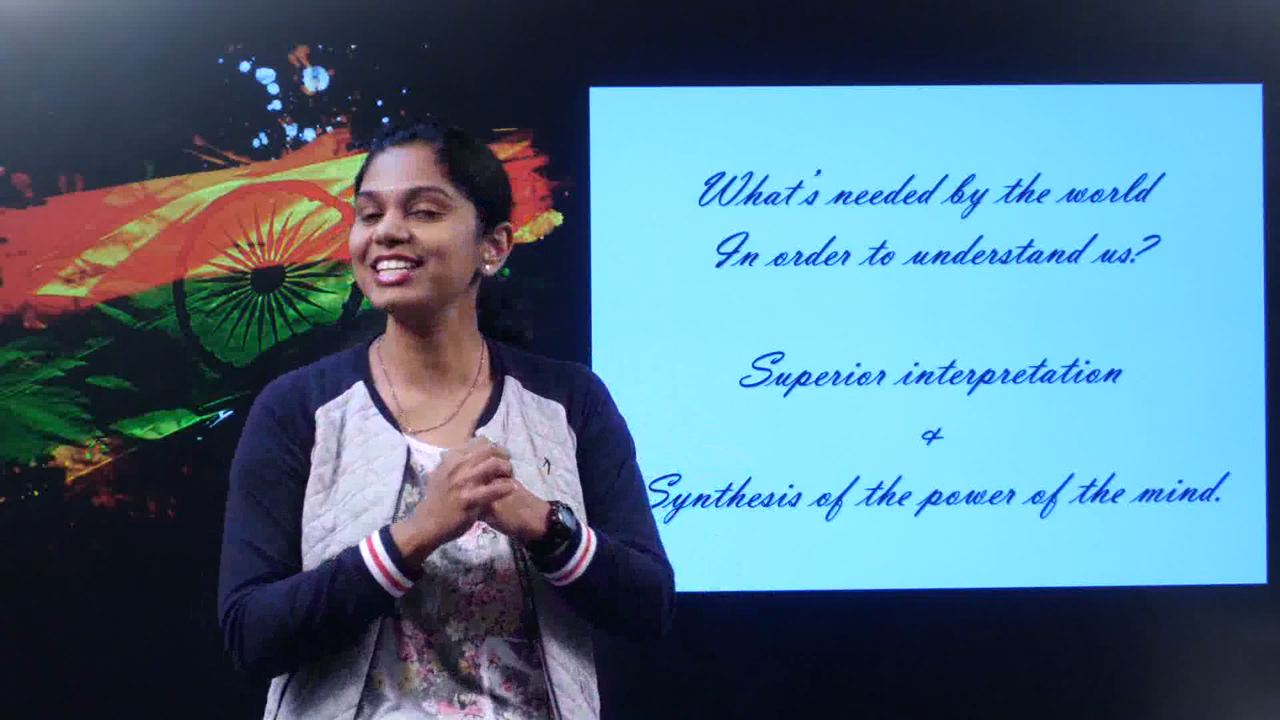 What's needed by the world
In order to understand us?
Superior interpretation
&
Synthesis of the power of the mind.